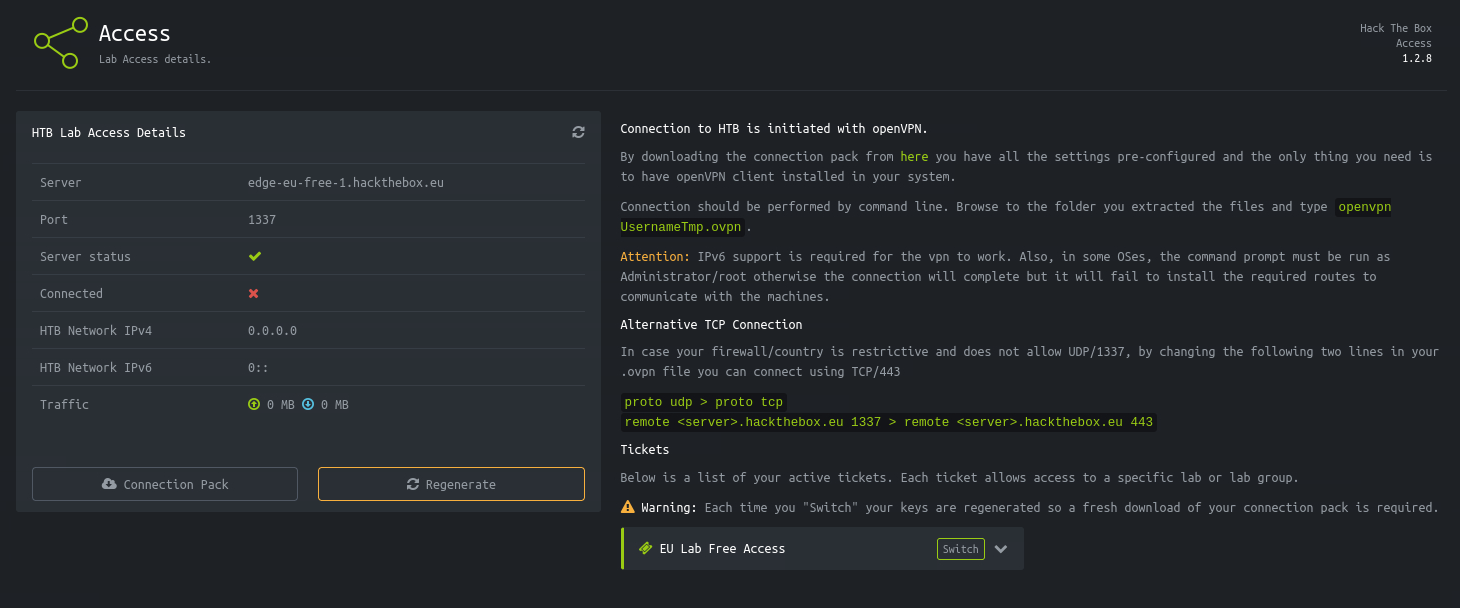 Access
Lab Access details.
Hack The Box
Access
1.2.8
HTB Lab Access Details
Server edge-eu-free-1.hackthebox.eu
Port 1337
Server status
Connected
HTB Network IPv4 0.0.0.0
HTB Network IPv6 0::
Traffic 0 MB 0 MB
Connection Pack
Regenerate
Connection to HTB is initiated with openVPN.
By downloading the connection pack from here you have all the settings pre-configured and the only thing you need is
to have openVPN client installed in your system.
Connection should be performed by command line. Browse to the folder you extracted the files and type openvpn
UsernameTmp.ovpn.
Attention: IPv6 support is required for the vpn to work. Also, in some OSes, the command prompt must be run as
Administrator/root otherwise the connection will complete but it will fail to install the required routes to
communicate with the machines.
Alternative TCP Connection
In case your firewall/country is restrictive and does not allow UDP/1337, by changing the following two lines in your
.ovpn file you can connect using TCP/443
proto udp > proto tcp
remote <server>.hackthebox.eu 1337 > remote <server>.hackthebox.eu 443
Tickets
Below is a list of your active tickets. Each ticket allows access to a specific lab or lab group.
Warning: Each time you "Switch" your keys are regenerated so a fresh download of your connection pack is required.
EU Lab Free Access Switch